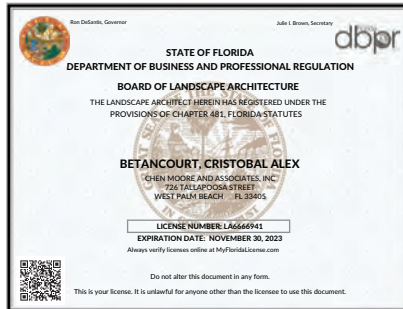 Ron DeSantis, Governor
Julie I. Brown, Secretary
dbpr
STATE OF FLORIDA
DEPARTMENT OF BUSINESS AND PROFESSIONAL REGULATION
BOARD OF LANDSCAPE ARCHITECTURE
THE LANDSCAPE ARCHITECT HEREIN HAS REGISTERED UNDER THE
PROVISIONS OF CHAPTER 481, FLORIDA STATUTES
BETANCOURT, CRISTOBAL ALEX
CHEN MOORE AND ASSOCIATES, INC
726 TALLAPOOSA STREET
WEST PALM BEACH FL 33405
LICENSE NUMBER: LA6666941
EXPIRATION DATE: NOVEMBER 30, 2023
Always verify licenses online at MyFloridaLicense.com
Do not alter this document in any form.
This is your license. It is unlawful for anyone other than the licensee to use this document.